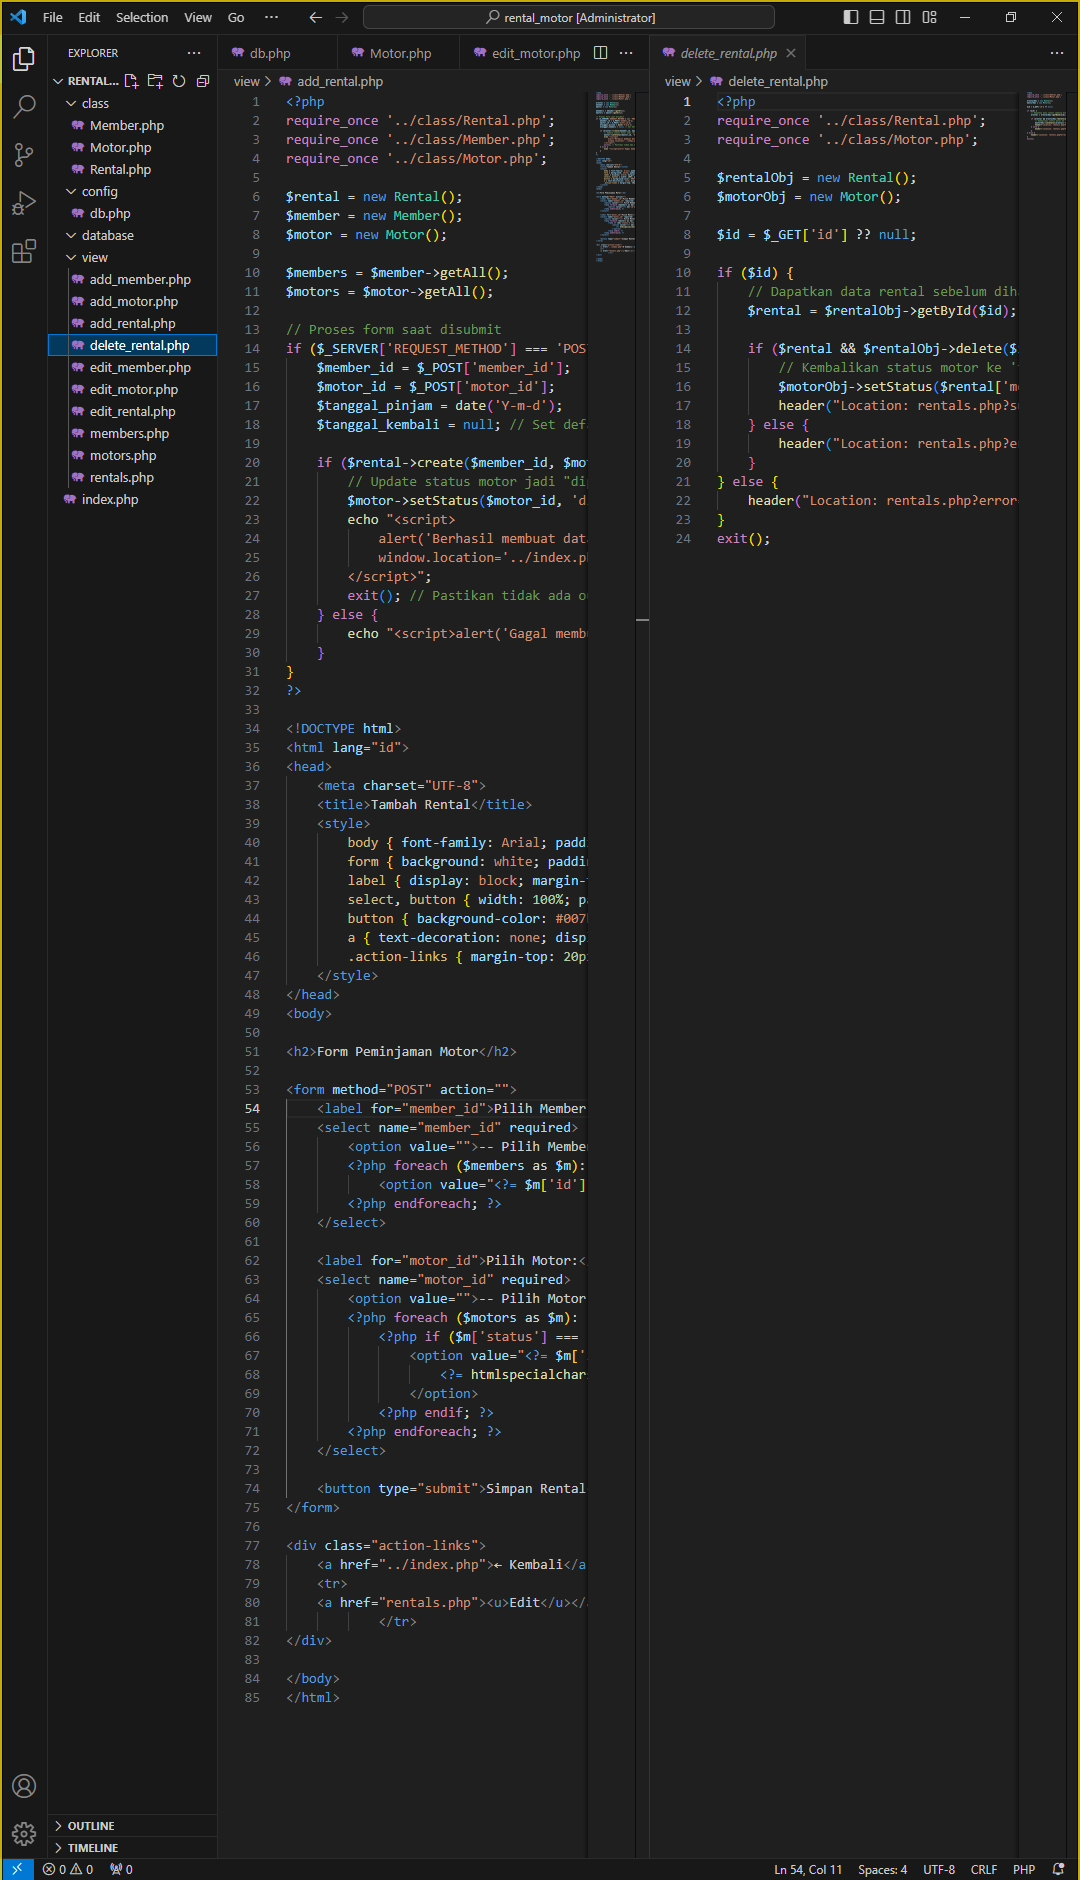 File Edit Selection View Go ··· rental_motor [Administrator]
EXPLORER ···
RENTAL...
class
Member.php
Motor.php
Rental.php
config
db.php
database
view
add_member.php
add_motor.php
add_rental.php
delete_rental.php
edit_member.php
edit_motor.php
edit_rental.php
members.php
motors.php
rentals.php
index.php
OUTLINE
TIMELINE
db.php Motor.php edit_motor.php ···
view > add_rental.php
1 <?php
2 require_once '../class/Rental.php';
3 require_once '../class/Member.php';
4 require_once '../class/Motor.php';
5
6 $rental = new Rental();
7 $member = new Member();
8 $motor = new Motor();
9
10 $members = $member->getAll();
11 $motors = $motor->getAll();
12
13 // Proses form saat disubmit
14 if ($_SERVER['REQUEST_METHOD'] === 'POS
15 $member_id = $_POST['member_id'];
16 $motor_id = $_POST['motor_id'];
17 $tanggal_pinjam = date('Y-m-d');
18 $tanggal_kembali = null; // Set def
19
20 if ($rental->create($member_id, $mo
21 // Update status motor jadi "di
22 $motor->setStatus($motor_id, 'd
23 echo "<script>
24 alert('Berhasil membuat dat
25 window.location='../index.p
26 </script>";
27 exit(); // Pastikan tidak ada o
28 } else {
29 echo "<script>alert('Gagal memb
30 }
31 }
32 ?>
33
34 <!DOCTYPE html>
35 <html lang="id">
36 <head>
37 <meta charset="UTF-8">
38 <title>Tambah Rental</title>
39 <style>
40 body { font-family: Arial; padd
41 form { background: white; paddi
42 label { display: block; margin-
43 select, button { width: 100%; p
44 button { background-color: #007
45 a { text-decoration: none; disp
46 .action-links { margin-top: 20p
47 </style>
48 </head>
49 <body>
50
51 <h2>Form Peminjaman Motor</h2>
52
53 <form method="POST" action="">
54 <label for="member_id">Pilih Member
55 <select name="member_id" required>
56 <option value="">-- Pilih Membe
57 <?php foreach ($members as $m):
58 <option value="<?= $m['id']
59 <?php endforeach; ?>
60 </select>
61
62 <label for="motor_id">Pilih Motor:<
63 <select name="motor_id" required>
64 <option value="">-- Pilih Motor
65 <?php foreach ($motors as $m):
66 <?php if ($m['status'] ===
67 <option value="<?= $m['
68 <?= htmlspecialchar
69 </option>
70 <?php endif; ?>
71 <?php endforeach; ?>
72 </select>
73
74 <button type="submit">Simpan Rental
75 </form>
76
77 <div class="action-links">
78 <a href="../index.php">← Kembali</a
79 <tr>
80 <a href="rentals.php"><u>Edit</u></
81 </tr>
82 </div>
83
84 </body>
85 </html>
delete_rental.php ···
view > delete_rental.php
1 <?php
2 require_once '../class/Rental.php';
3 require_once '../class/Motor.php';
4
5 $rentalObj = new Rental();
6 $motorObj = new Motor();
7
8 $id = $_GET['id'] ?? null;
9
10 if ($id) {
11 // Dapatkan data rental sebelum dih
12 $rental = $rentalObj->getById($id);
13
14 if ($rental && $rentalObj->delete($
15 // Kembalikan status motor ke '
16 $motorObj->setStatus($rental['m
17 header("Location: rentals.php?s
18 } else {
19 header("Location: rentals.php?e
20 }
21 } else {
22 header("Location: rentals.php?error
23 }
24 exit();
0 0 0 Ln 54, Col 11 Spaces: 4 UTF-8 CRLF PHP